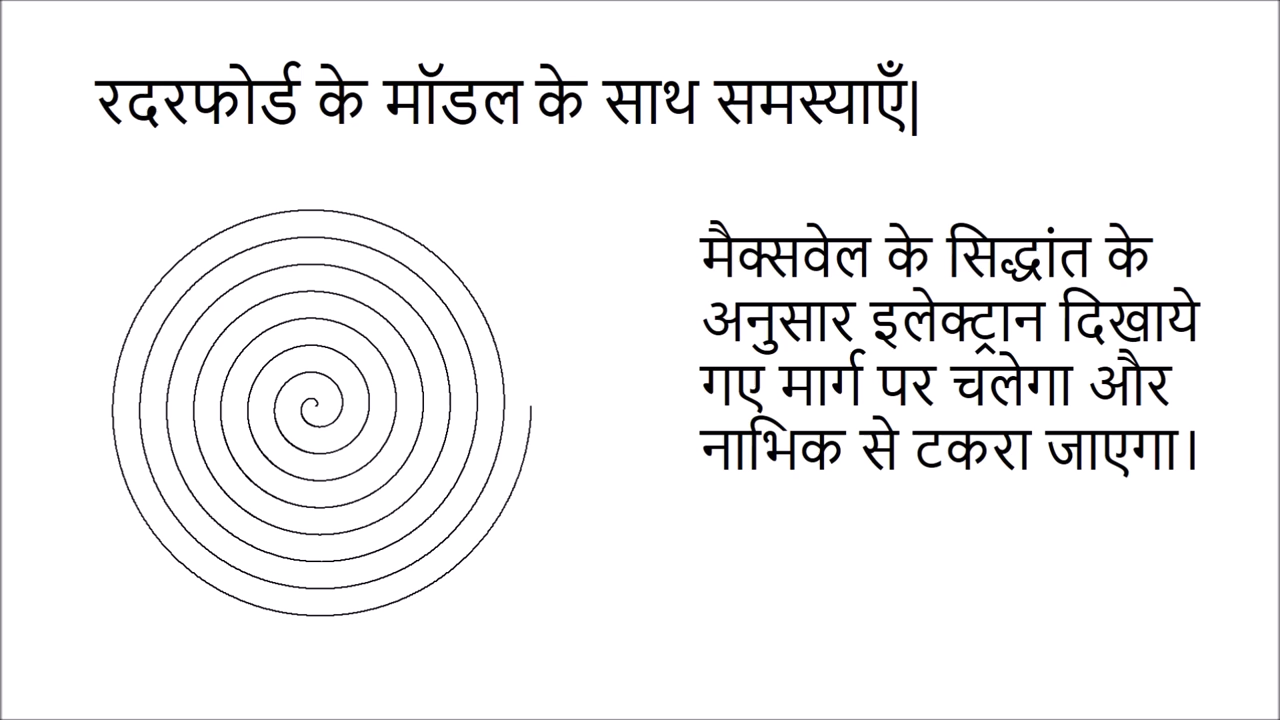 रदरफोर्ड के मॉडल के साथ समस्याएँ|
मैक्सवेल के सिद्धांत के
अनुसार इलेक्ट्रान दिखाये
गए मार्ग पर चलेगा और
नाभिक से टकरा जाएगा।